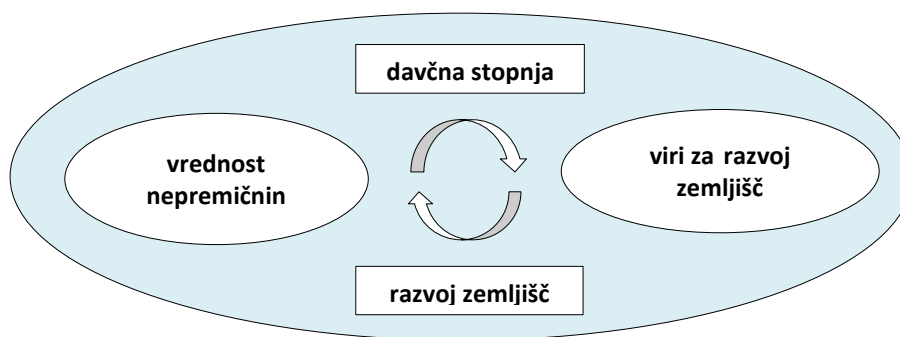 davčna stopnja
vrednost
nepremičnin
viri za razvoj
zemljišč
razvoj zemljišč